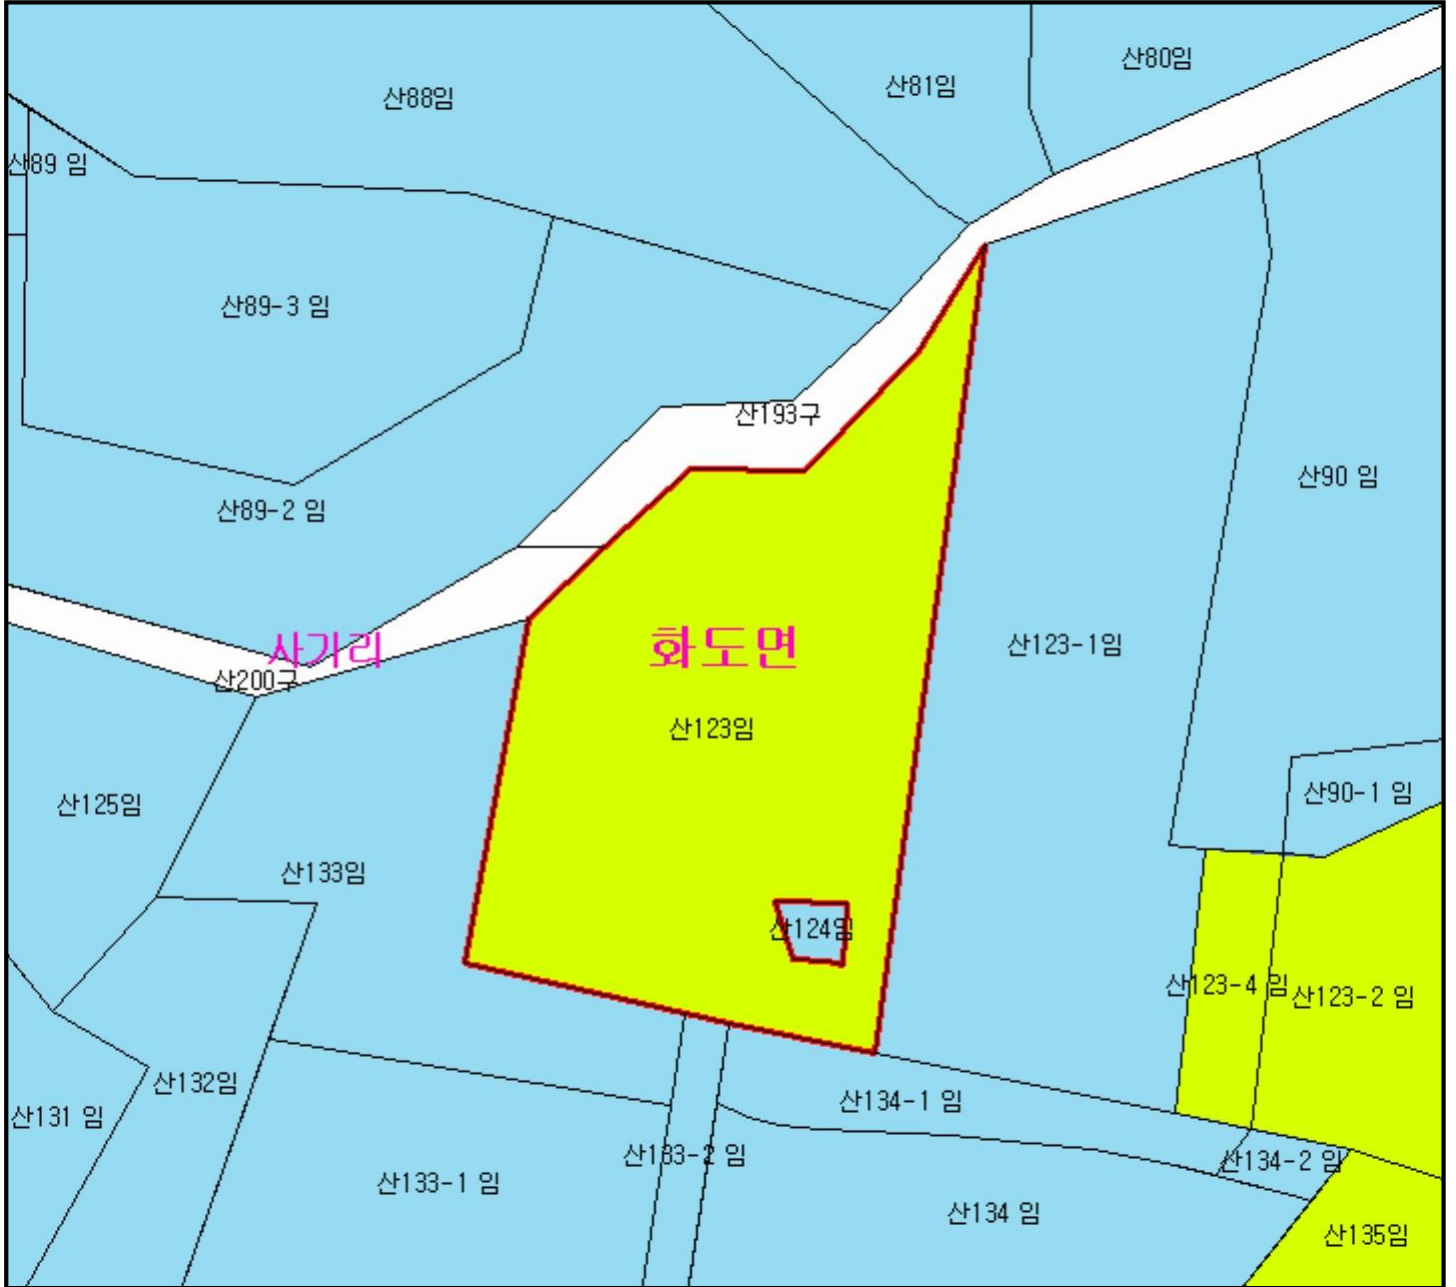 산80임
산81임
산88임
산89 임
산89-3 임
산193구
산90 임
산89-2 임
사기리
화도면
산123-1임
산200구
산123임
산90-1 임
산125임
산133임
산124임
산123-4 임
산123-2 임
산132임
산134-1 임
산131 임
산133-2 임
산134-2 임
산133-1 임
산134 임
산135임